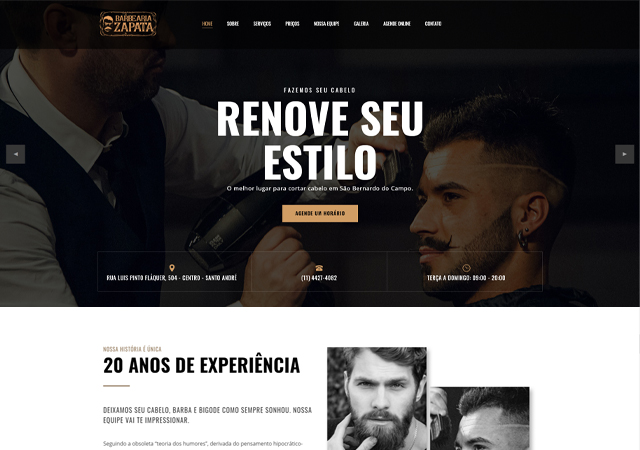 BARBEARIA
ZAPATA
HOME SOBRE SERVIÇOS PREÇOS NOSSA EQUIPE GALERIA AGENDE ONLINE CONTATO
FAZEMOS SEU CABELO
RENOVE SEU
ESTILO
O melhor lugar para cortar cabelo em São Bernardo do Campo.
AGENDE UM HORÁRIO
RUA LUIS PINTO FLÁQUER, 504 - CENTRO - SANTO ANDRÉ
(11) 4427-4062
TERÇA A DOMINGO: 09:00 - 20:00
NOSSA HISTÓRIA É ÚNICA
20 ANOS DE EXPERIÊNCIA
DEIXAMOS SEU CABELO, BARBA E BIGODE COMO SEMPRE SONHOU. NOSSA
EQUIPE VAI TE IMPRESSIONAR.
Seguindo a obsoleta "teoria dos humores", derivada do pensamento hipocrático-